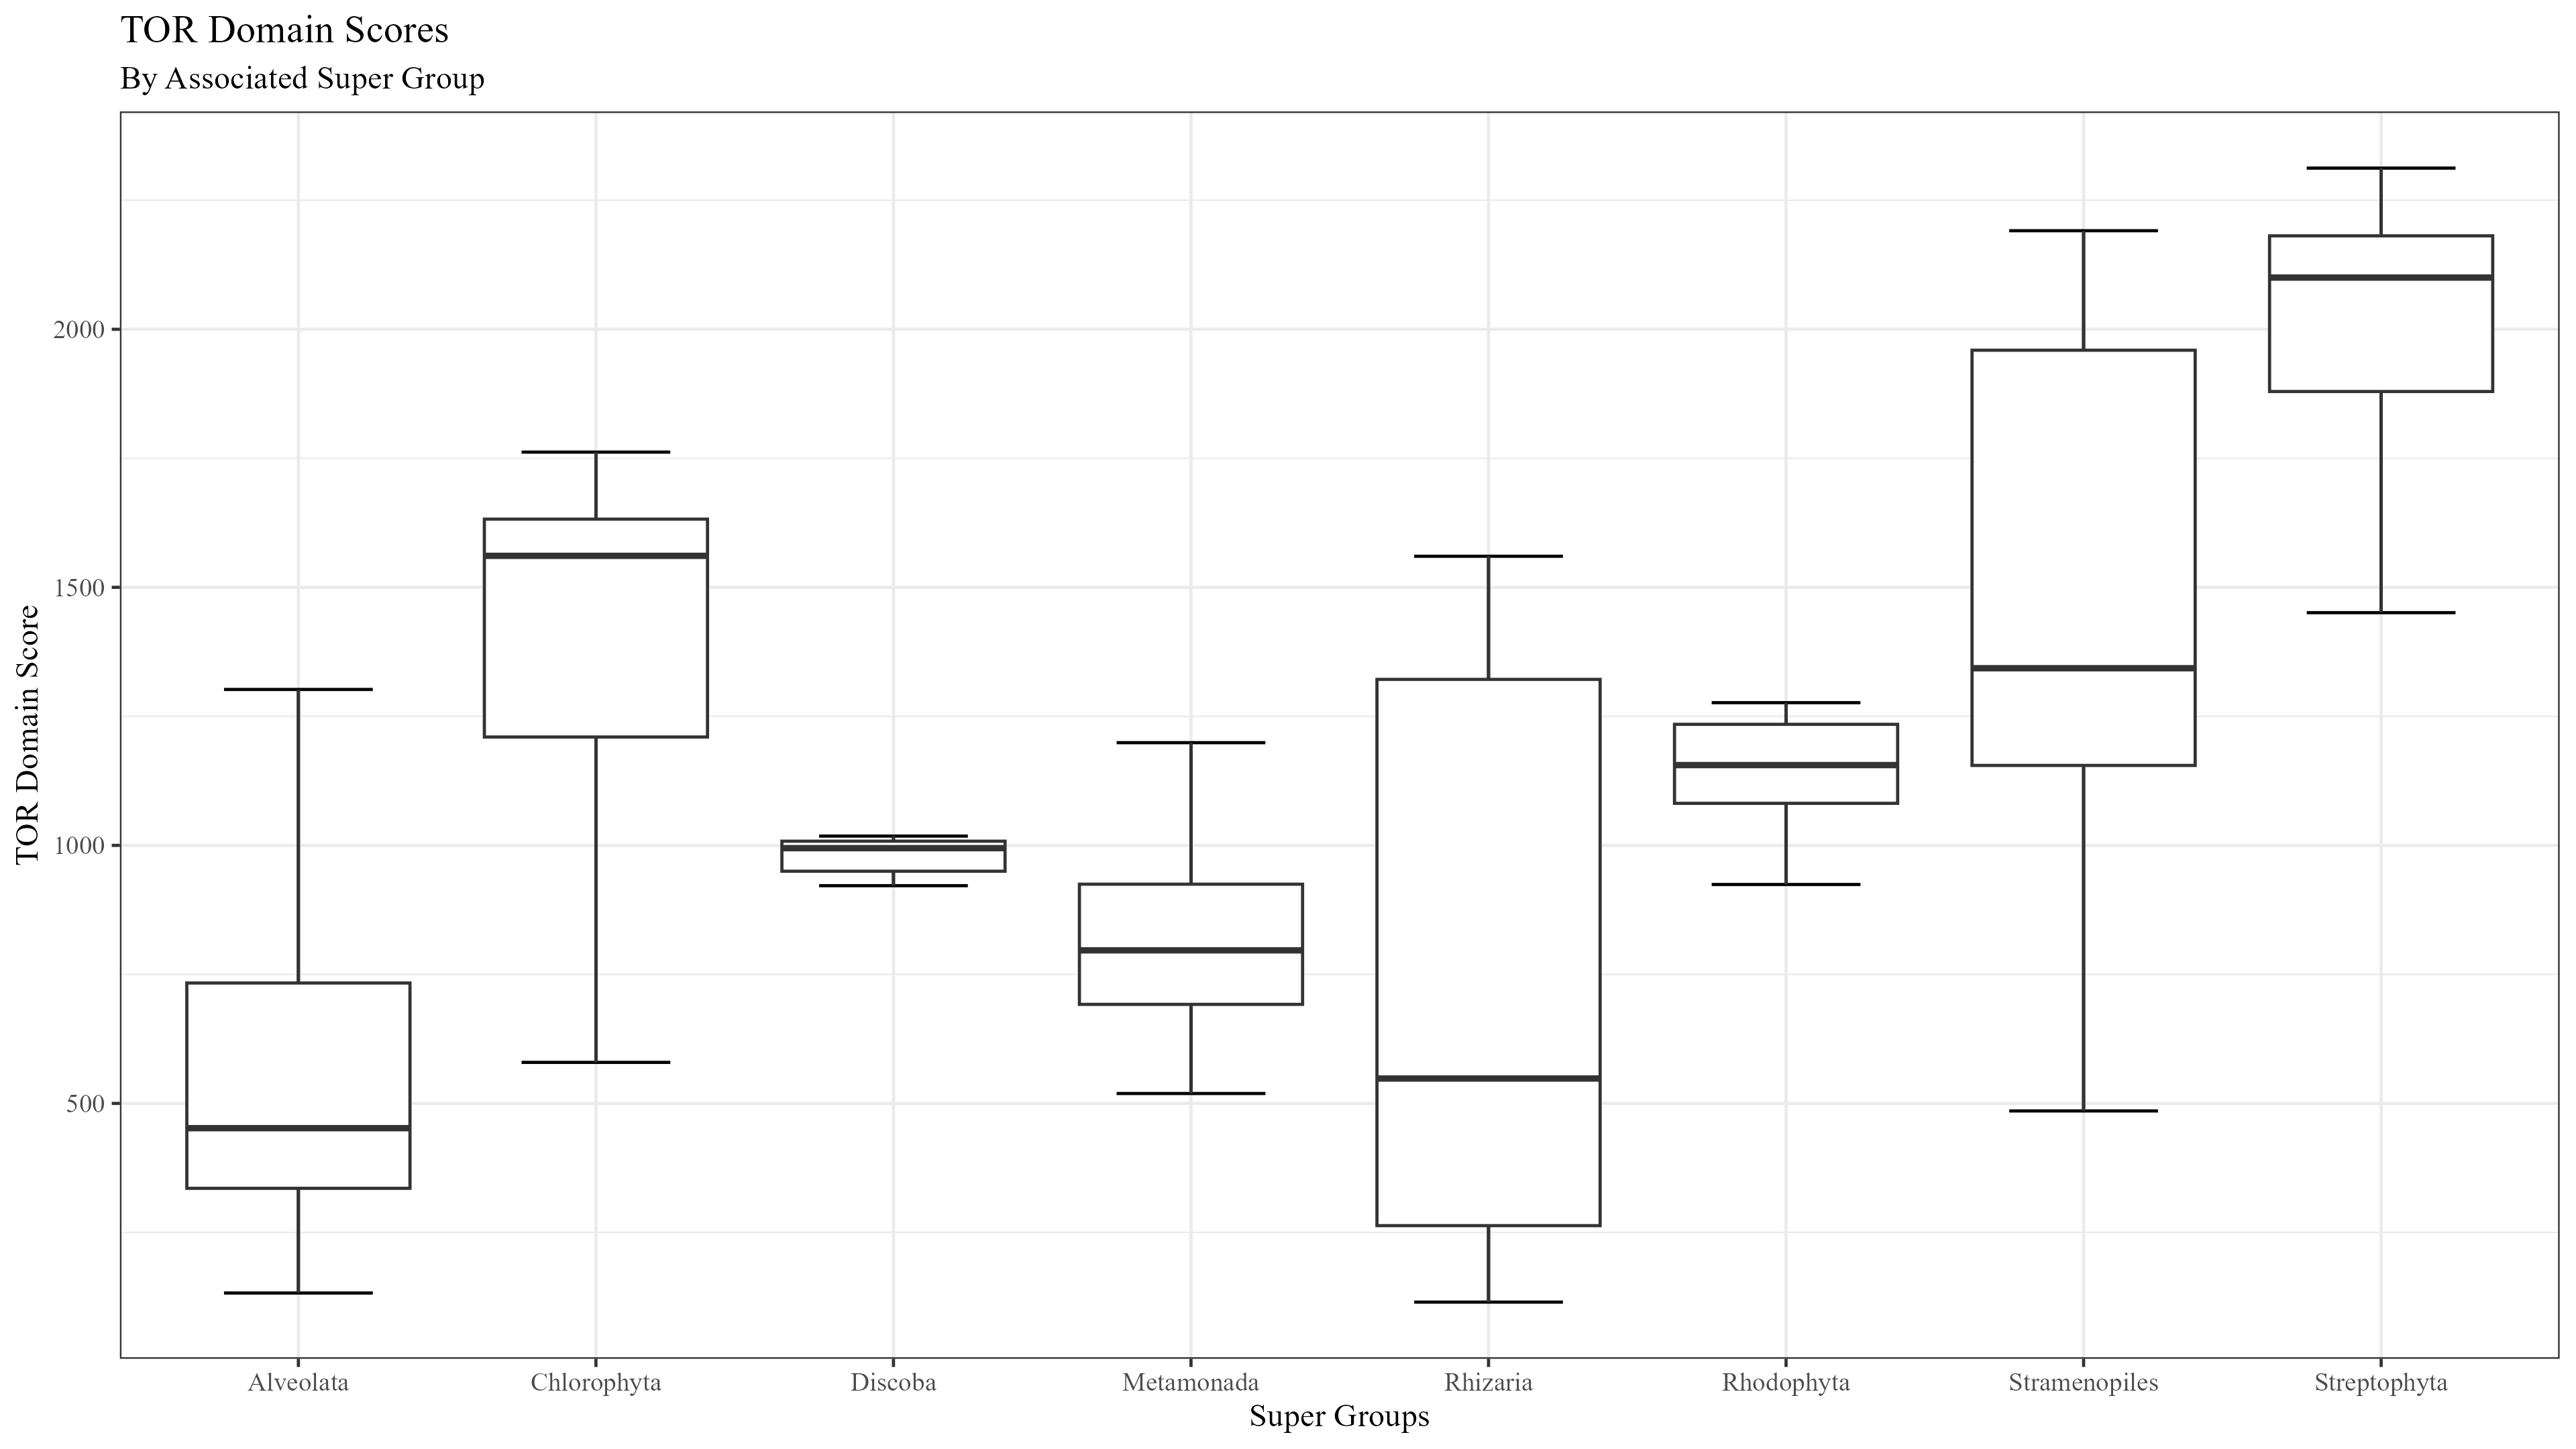 TOR Domain Scores
By Associated Super Group
TOR Domain Score
2000
1500
1000
500
Alveolata
Chlorophyta
Discoba
Metamonada
Rhizaria
Rhodophyta
Stramenopiles
Streptophyta
Super Groups